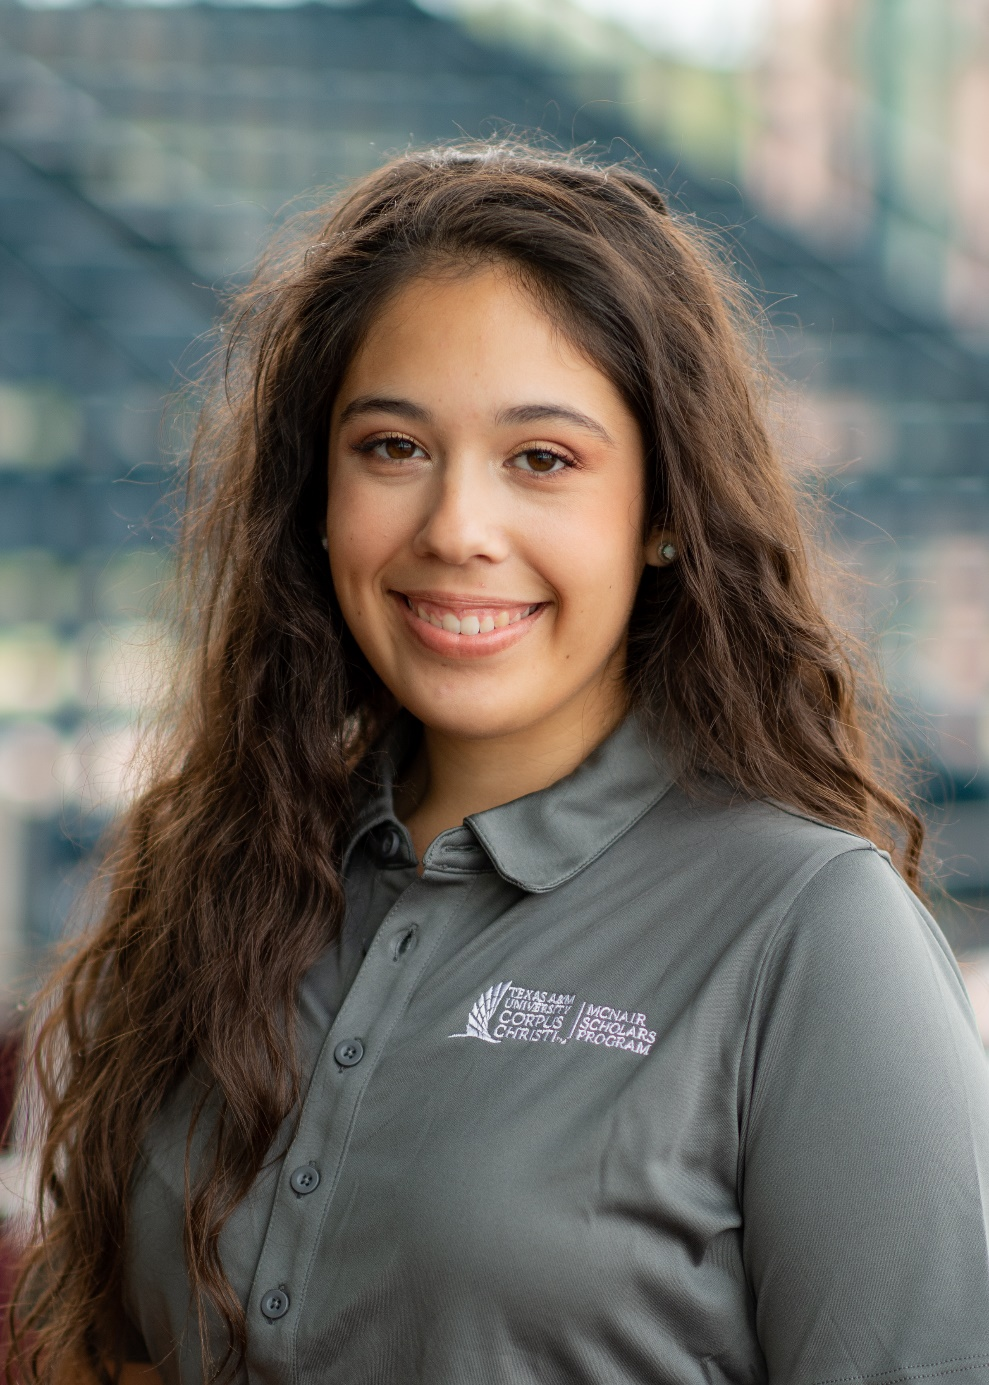 TEXAS A&M
UNIVERSITY
CORPUS
CHRISTI
MCNAIR
SCHOLARS
PROGRAM